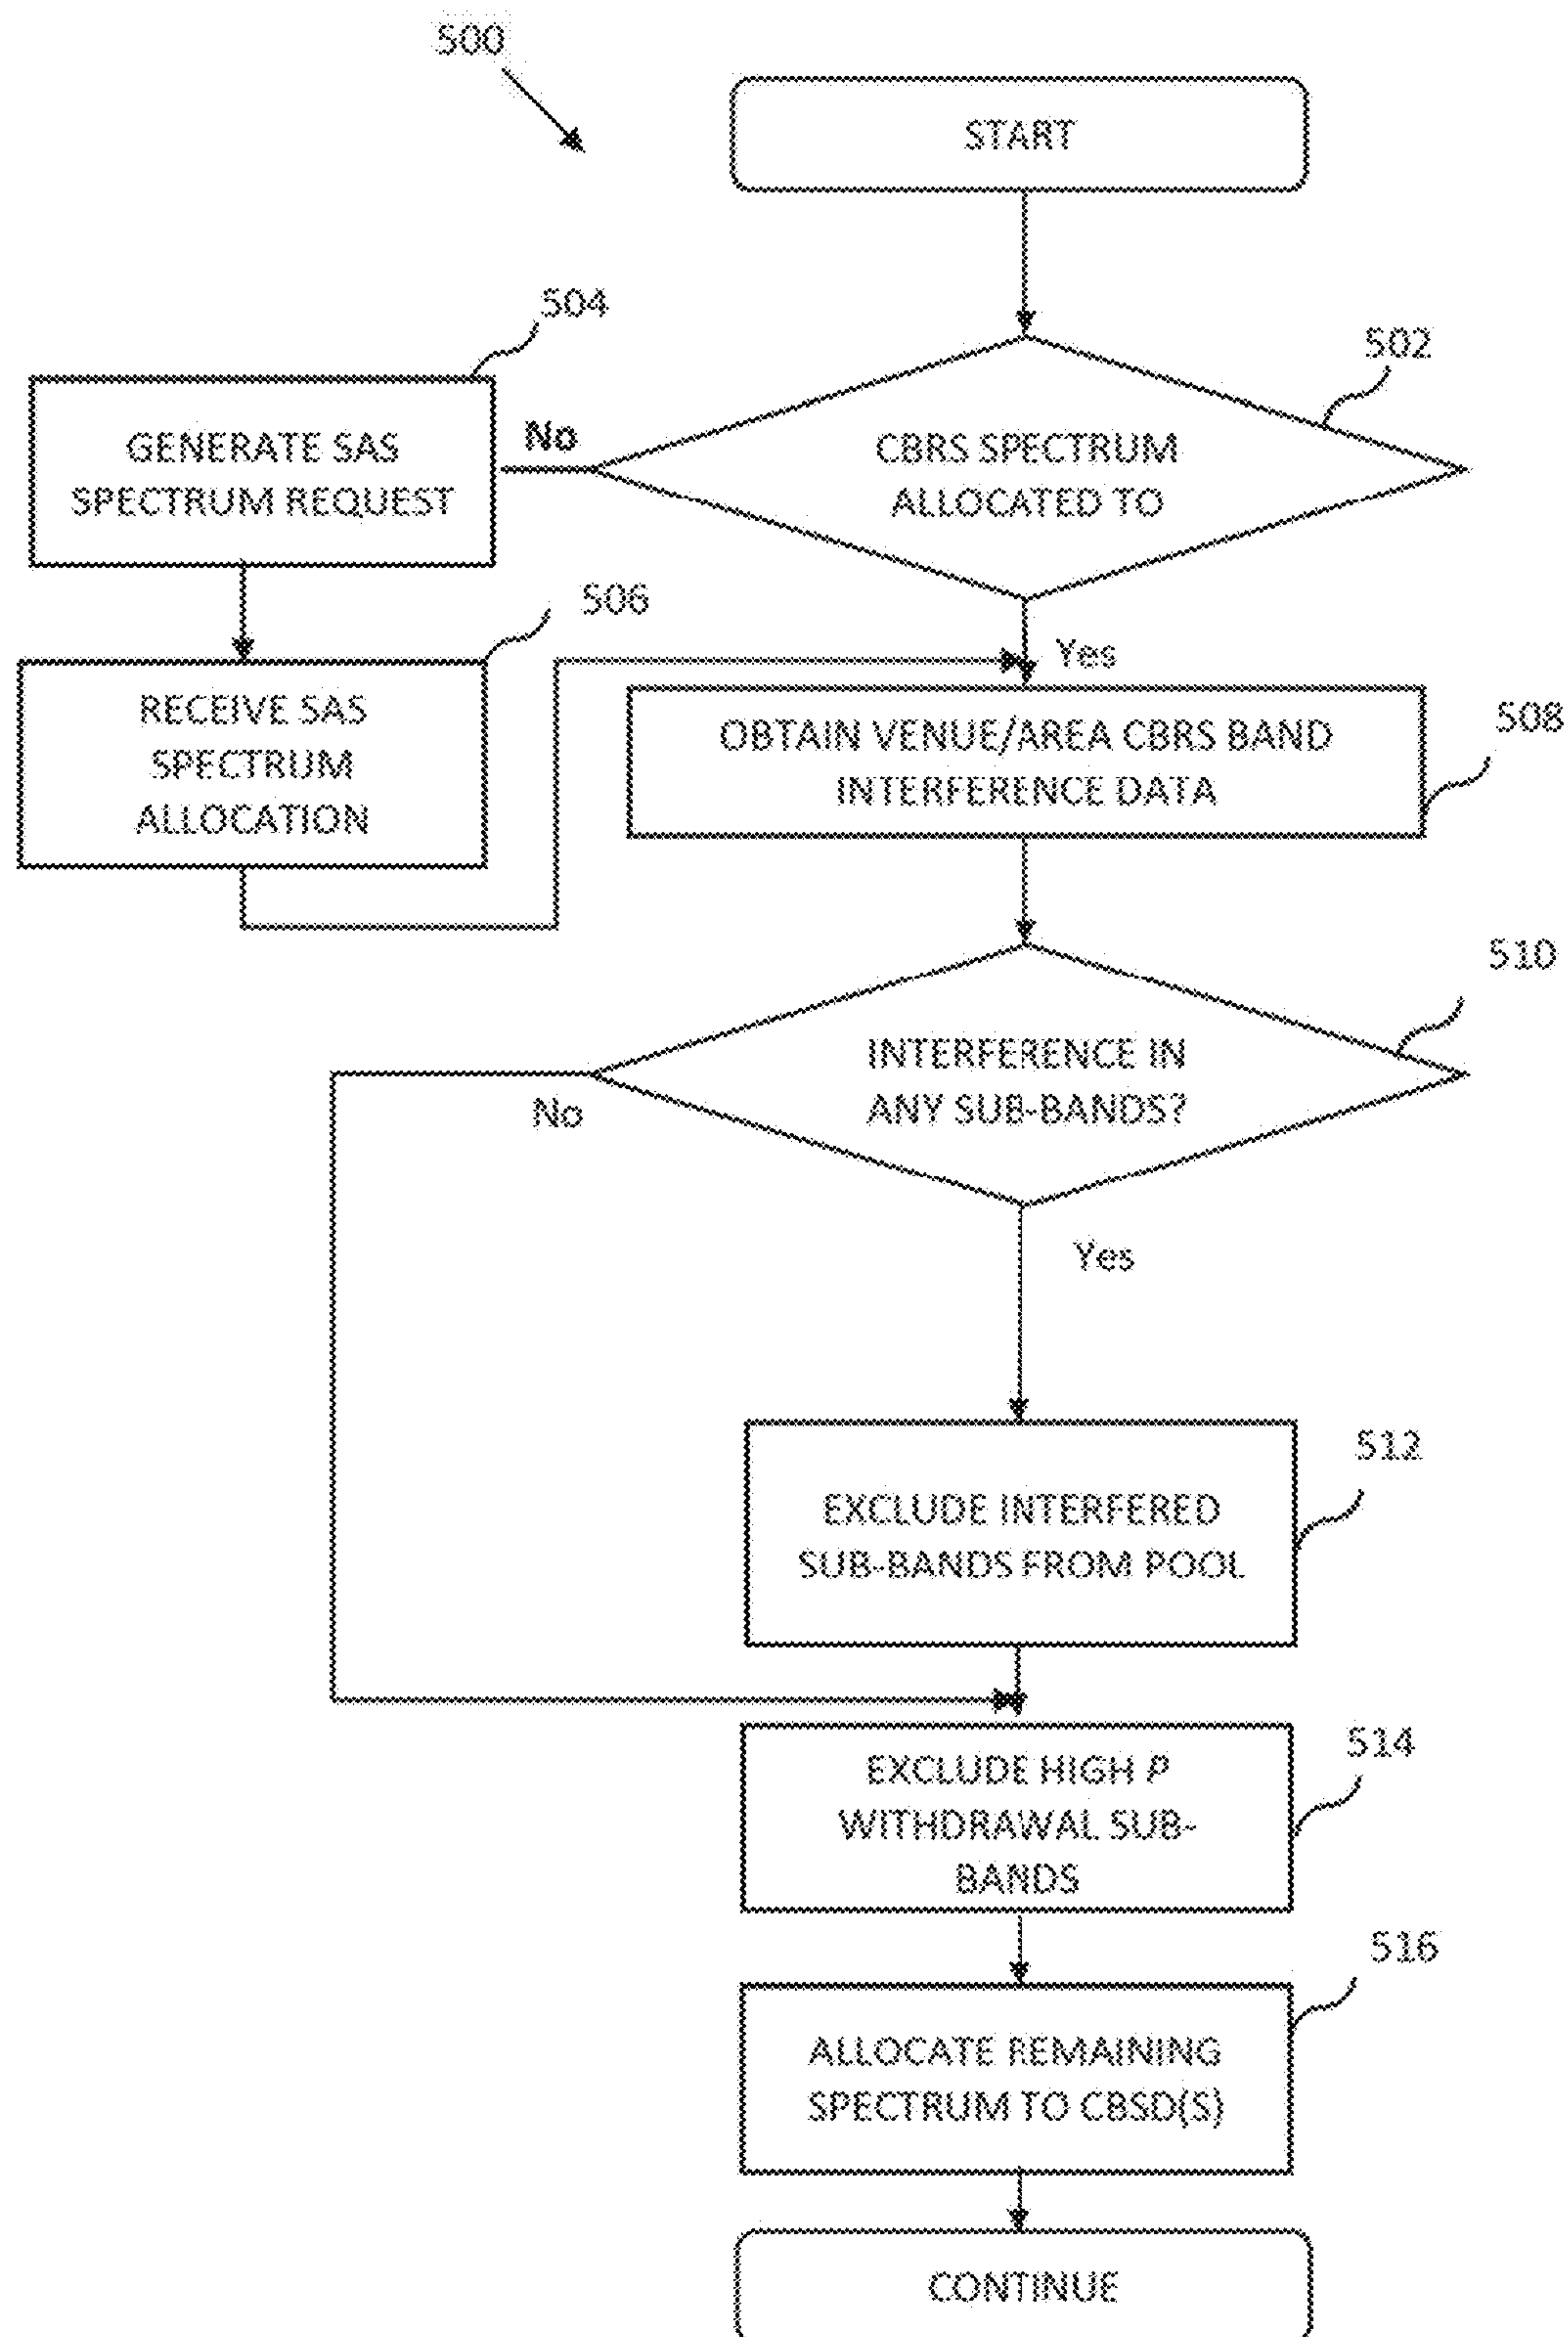 500
START
504
502
GENERATE SAS
SPECTRUM REQUEST
No
CBRS SPECTRUM
ALLOCATED TO
506
Yes
RECEIVE SAS
SPECTRUM
ALLOCATION
508
OBTAIN VENUE/AREA CBRS BAND
INTERFERENCE DATA
510
INTERFERENCE IN
ANY SUB-BANDS?
No
Yes
512
EXCLUDE INTERFERED
SUB-BANDS FROM POOL
514
EXCLUDE HIGH P
WITHDRAWAL SUB-
BANDS
516
ALLOCATE REMAINING
SPECTRUM TO CBSD(S)
CONTINUE